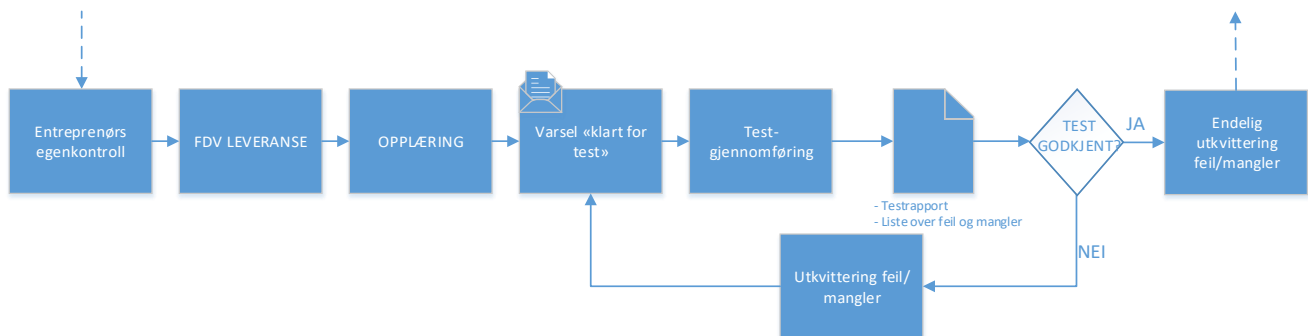 Entreprenørs
egenkontroll
FDV LEVERANSE
OPPLÆRING
Varsel «klart for
test»
Test-
gjennomføring
- Testrapport
- Liste over feil og mangler
TEST
GODKJENT?
JA
Endelig
utkvittering
feil/mangler
NEI
Utkvittering feil/
mangler